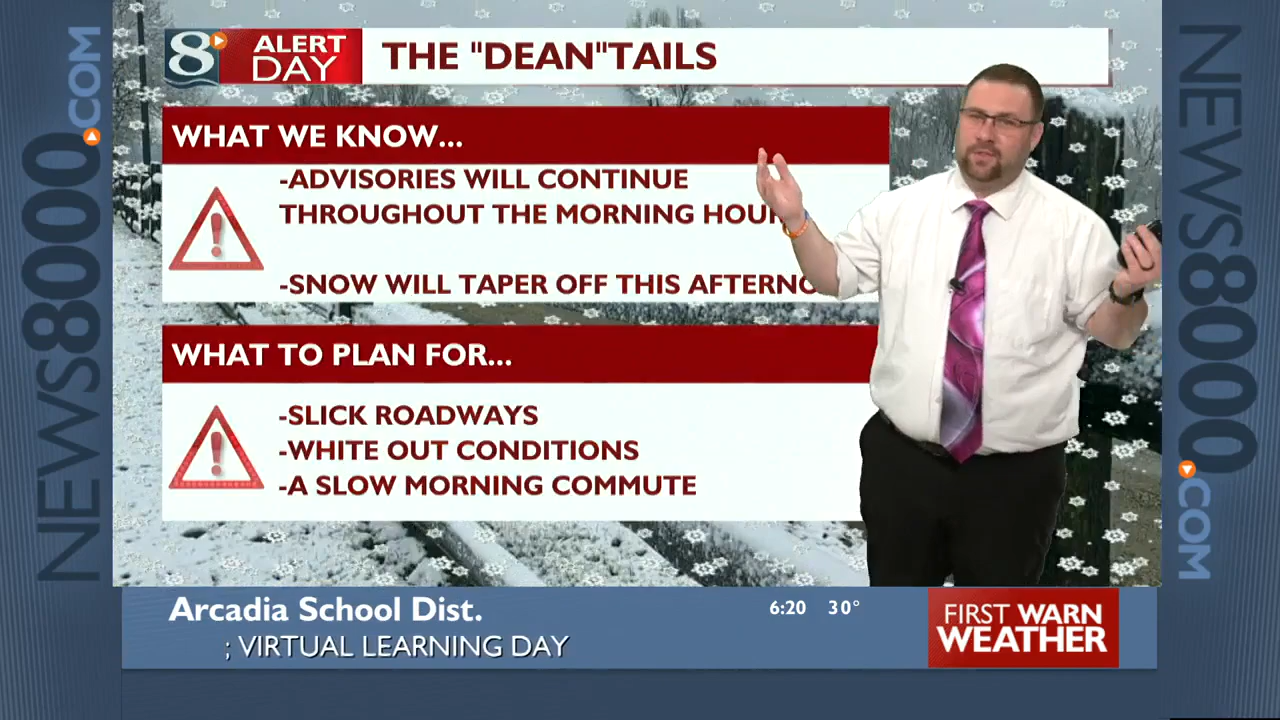 8
ALERT
DAY
THE "DEAN"TAILS
WHAT WE KNOW...
-ADVISORIES WILL CONTINUE
THROUGHOUT THE MORNING
-SNOW WILL TAPER OFF THIS
WHAT TO PLAN FOR...
-SLICK ROADWAYS
-WHITE OUT CONDITIONS
-A SLOW MORNING COMMUTE
Arcadia School Dist.
; VIRTUAL LEARNING DAY
6:20 30°
FIRST WARN
WEATHER
NEWS8000.COM
NEWS8000.COM